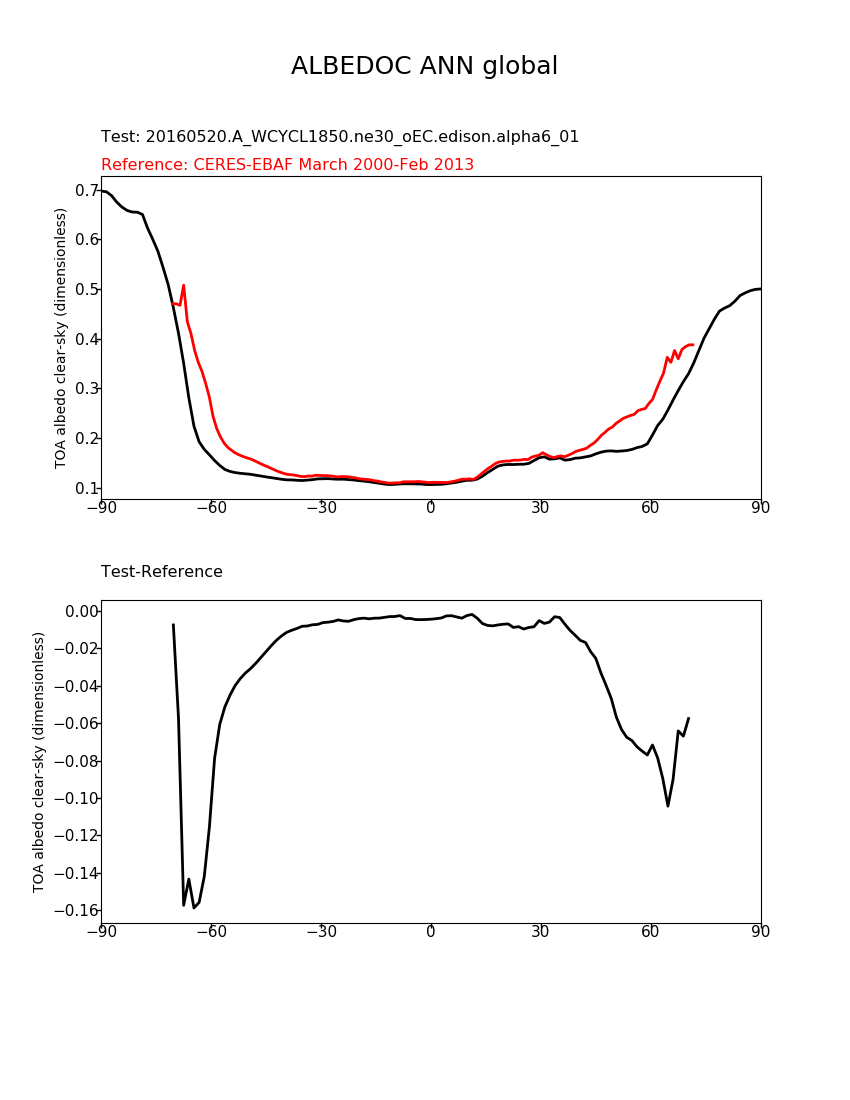 ALBEDOC ANN global
Test: 20160520.A_WCYCL1850.ne30_oEC.edison.alpha6_01
Reference: CERES-EBAF March 2000-Feb 2013
TOA albedo clear-sky (dimensionless)
0.7
0.6
0.5
0.4
0.3
0.2
0.1
−90 −60 −30 0 30 60 90
Test-Reference
TOA albedo clear-sky (dimensionless)
0.00
−0.02
−0.04
−0.06
−0.08
−0.10
−0.12
−0.14
−0.16
−90 −60 −30 0 30 60 90